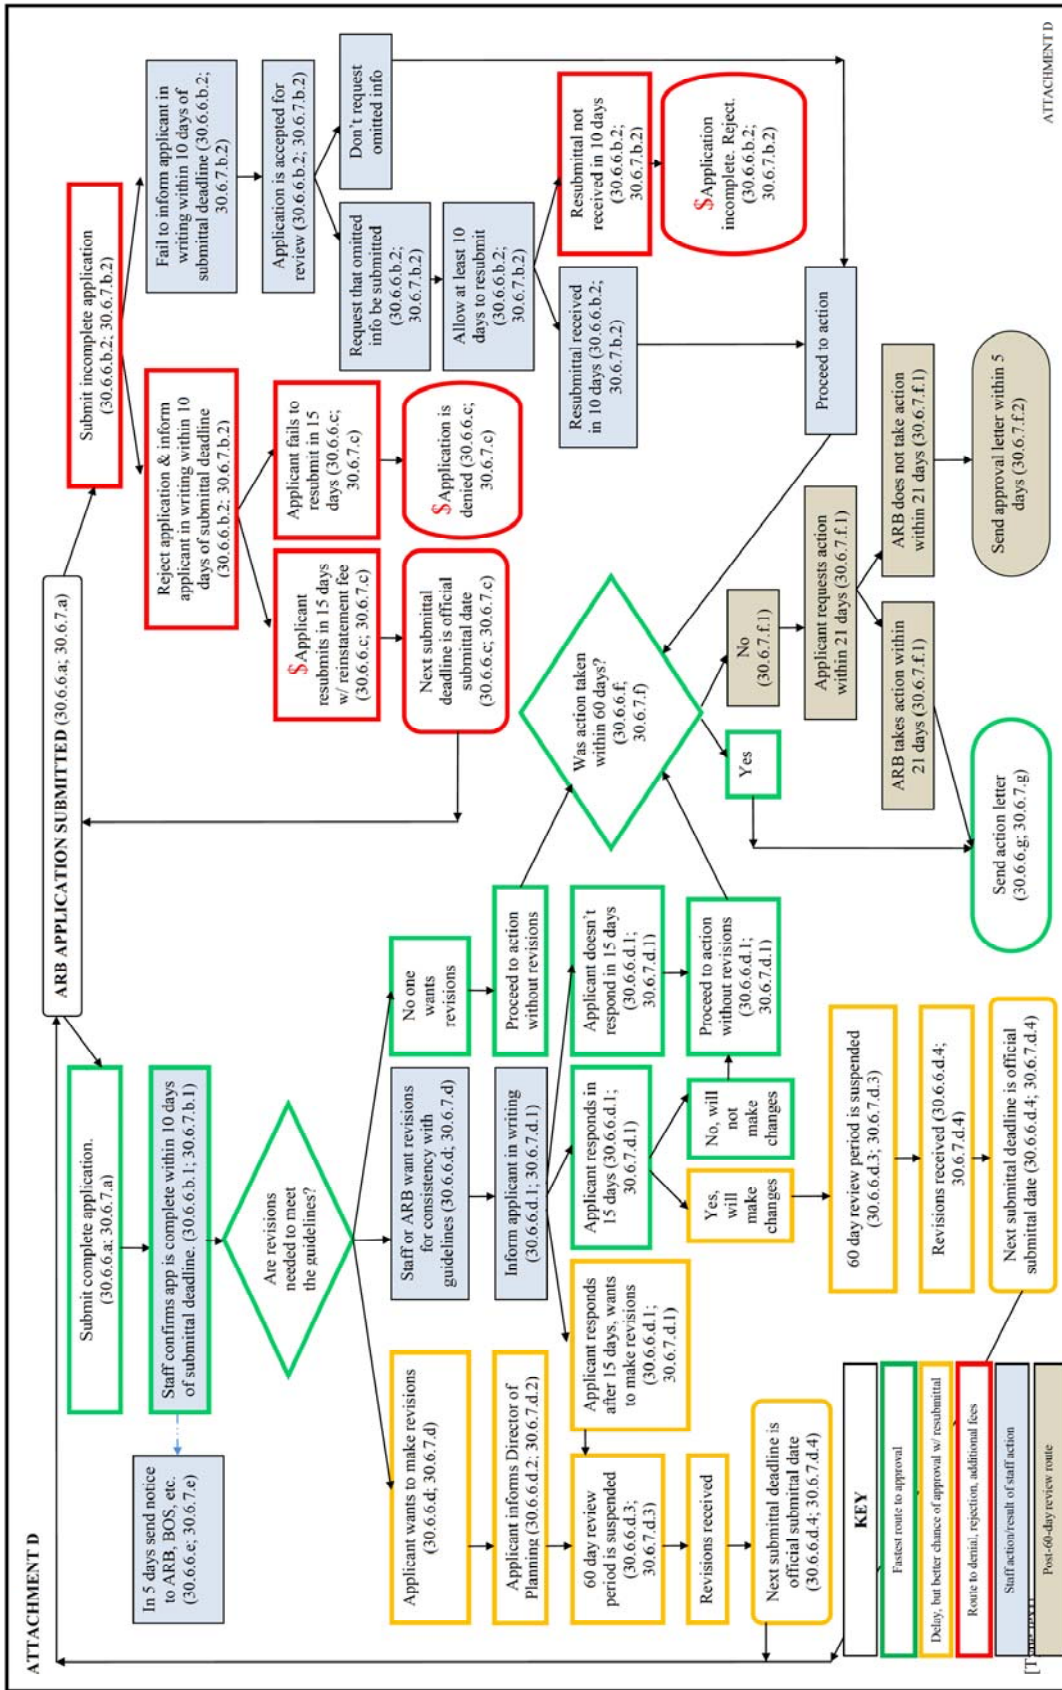 ATTACHMENT D
ARB APPLICATION SUBMITTED (30.6.6.a; 30.6.7.a)
Submit complete application.
(30.6.6.a; 30.6.7.a)
Staff confirms app is complete within 10 days
of submittal deadline. (30.6.6.b.1; 30.6.7.b.1)
In 5 days send notice
to ARB, BOS, etc.
(30.6.6.e; 30.6.7.e)
Are revisions
needed to meet
the guidelines?
Applicant wants to make revisions
(30.6.6.d; 30.6.7.d)
Applicant informs Director of
Planning (30.6.6.d.2; 30.6.7.d.2)
60 day review
period is suspended
(30.6.6.d.3;
30.6.7.d.3)
Revisions received
Next submittal deadline is
official submittal date
(30.6.6.d.4; 30.6.7.d.4)
Staff or ARB want revisions
for consistency with
guidelines (30.6.6.d; 30.6.7.d)
Inform applicant in writing
(30.6.6.d.1; 30.6.7.d.1)
Applicant responds
after 15 days, wants
to make revisions
(30.6.6.d.1;
30.6.7.d.1)
Applicant responds in
15 days (30.6.6.d.1;
30.6.7.d.1)
Yes,
will
make
changes
No, will
not
make
changes
60 day review period is suspended
(30.6.6.d.3; 30.6.7.d.3)
Revisions received (30.6.6.d.4;
30.6.7.d.4)
Next submittal deadline is official
submittal date (30.6.6.d.4; 30.6.7.d.4)
No one
wants
revisions
Proceed to action
without revisions
Applicant doesn't
respond in 15 days
(30.6.6.d.1;
30.6.7.d.1)
Proceed to action
without revisions
(30.6.6.d.1;
30.6.7.d.1)
Submit incomplete application
(30.6.6.b.2; 30.6.7.b.2)
Reject application & inform
applicant in writing within 10
days of submittal deadline
(30.6.6.b.2; 30.6.7.b.2)
$Applicant
resubmits in 15 days
w/ reinstatement fee
(30.6.6.c; 30.6.7.c)
Next submittal
deadline is official
submittal date
(30.6.6.c; 30.6.7.c)
Applicant fails to
resubmit in 15
days (30.6.6.c;
30.6.7.c)
$Application is
denied (30.6.6.c;
30.6.7.c)
Fail to inform applicant in
writing within 10 days of
submittal deadline (30.6.6.b.2;
30.6.7.b.2)
Application is accepted for
review (30.6.6.b.2; 30.6.7.b.2)
Request that omitted
info be submitted
(30.6.6.b.2;
30.6.7.b.2)
Don't request
omitted info
Allow at least 10
days to resubmit
(30.6.6.b.2;
30.6.7.b.2)
Resubmittal received
in 10 days (30.6.6.b.2;
30.6.7.b.2)
Resubmittal not
received in 10 days
(30.6.6.b.2;
30.6.7.b.2)
$Application
incomplete. Reject.
(30.6.6.b.2;
30.6.7.b.2)
Proceed to action
Was action taken
within 60 days?
(30.6.6.f;
30.6.7.f)
Yes
No
(30.6.7.f.1)
Applicant requests action
within 21 days (30.6.7.f.1)
ARB takes action within
21 days (30.6.7.f.1)
ARB does not take action
within 21 days (30.6.7.f.1)
Send action letter
(30.6.6.g; 30.6.7.g)
Send approval letter within 5
days (30.6.7.f.2)
KEY
Fastest route to approval
Delay, but better chance of approval w/ resubmittal
Route to denial, rejection, additional fees
Staff action/result of staff action
Post-60-day review route
ATTACHMENT D